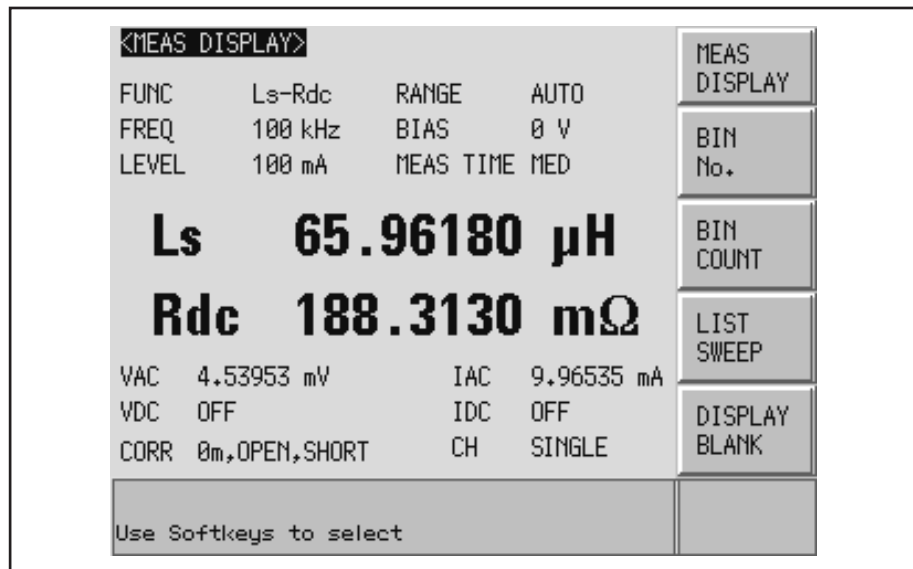 <MEAS DISPLAY>
FUNC Ls-Rdc RANGE AUTO
FREQ 100 kHz BIAS 0 V
LEVEL 100 mA MEAS TIME MED
Ls 65.96180 µH
Rdc 188.3130 mΩ
VAC 4.53953 mV IAC 9.96535 mA
VDC OFF IDC OFF
CORR 0m,OPEN,SHORT CH SINGLE
Use Softkeys to select
MEAS
DISPLAY
BIN
No.
BIN
COUNT
LIST
SWEEP
DISPLAY
BLANK